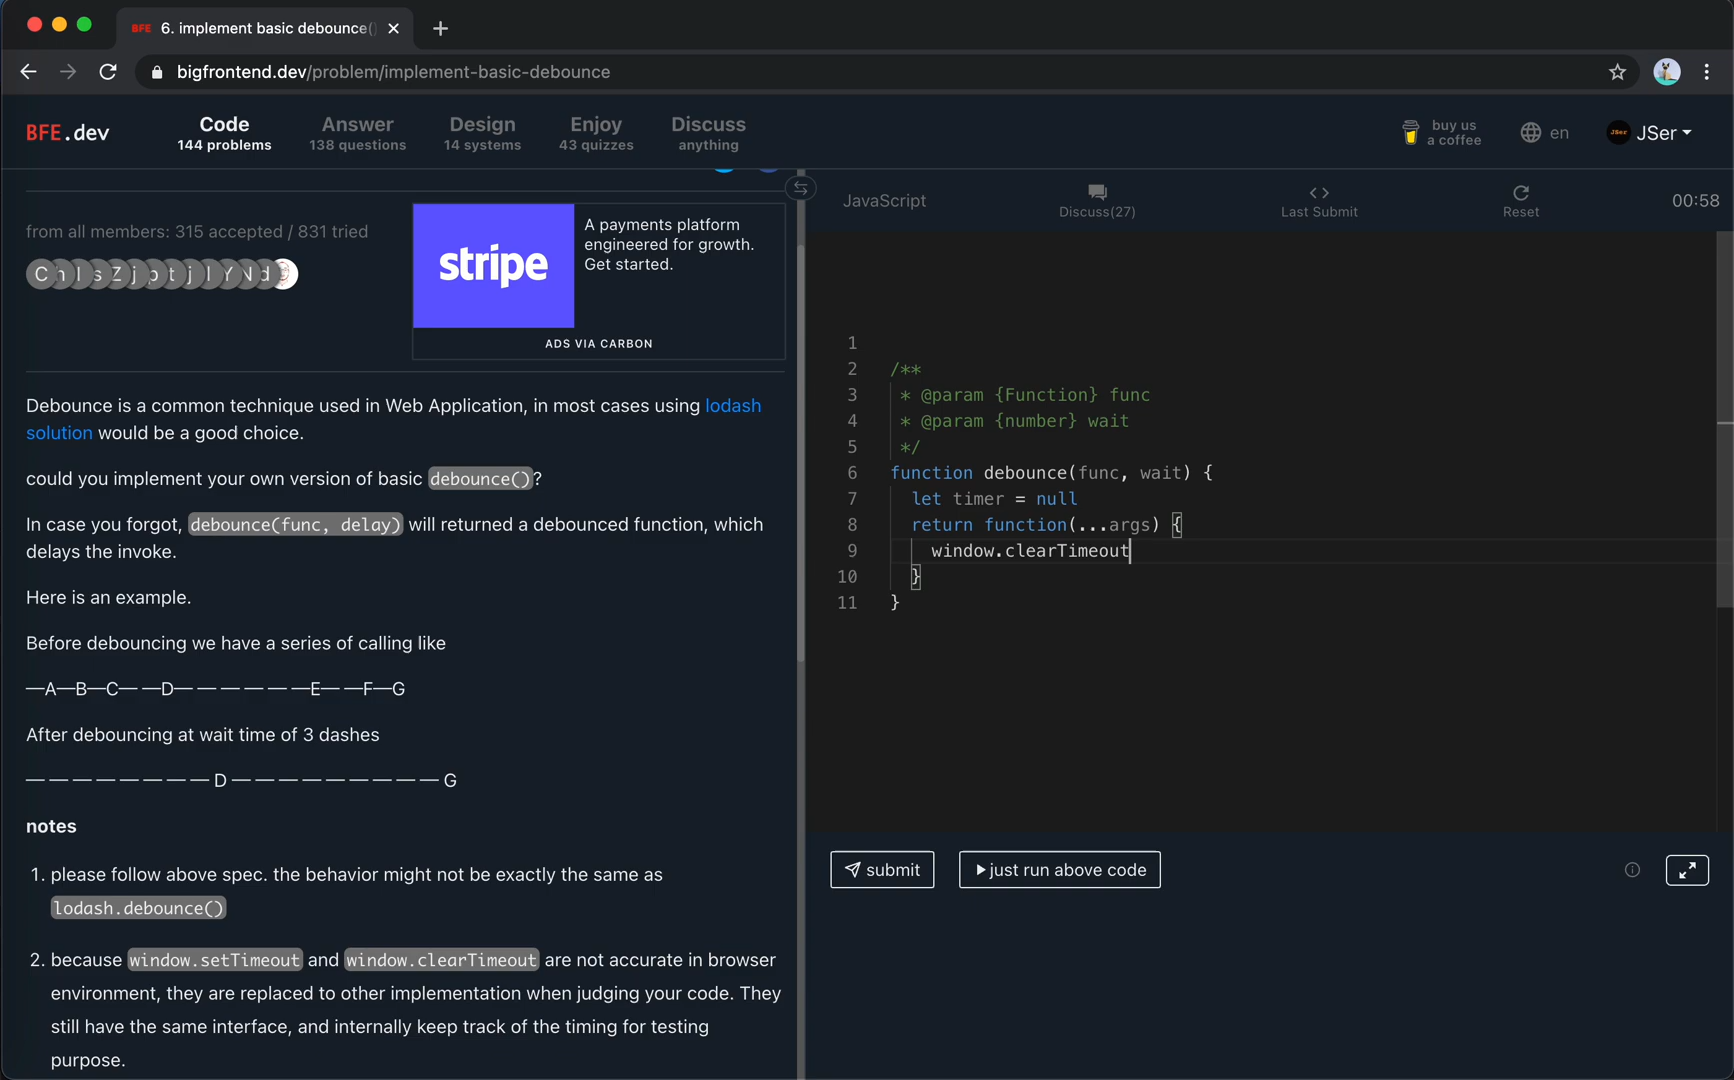 BFE 6. implement basic debounce()
bigfrontend.dev/problem/implement-basic-debounce
BFE.dev
Code
144 problems
Answer
138 questions
Design
14 systems
Enjoy
43 quizzes
Discuss
anything
buy us
a coffee
en
JSer JSer
from all members: 315 accepted / 831 tried
C h I s Z j p t j l Y N d
stripe
A payments platform
engineered for growth.
Get started.
ADS VIA CARBON
Debounce is a common technique used in Web Application, in most cases using lodash
solution would be a good choice.
could you implement your own version of basic debounce()?
In case you forgot, debounce(func, delay) will returned a debounced function, which
delays the invoke.
Here is an example.
Before debouncing we have a series of calling like
─A─B─C─ ─D─ ─ ─ ─ ─ ─E─ ─F─G
After debouncing at wait time of 3 dashes
─ ─ ─ ─ ─ ─ ─ ─ D ─ ─ ─ ─ ─ ─ ─ ─ ─ G
notes
1. please follow above spec. the behavior might not be exactly the same as
lodash.debounce()
2. because window.setTimeout and window.clearTimeout are not accurate in browser
environment, they are replaced to other implementation when judging your code. They
still have the same interface, and internally keep track of the timing for testing
purpose.
JavaScript
Discuss(27)
Last Submit
Reset
00:58
1
2 /**
3 * @param {Function} func
4 * @param {number} wait
5 */
6 function debounce(func, wait) {
7 let timer = null
8 return function(...args) {
9 window.clearTimeout
10 }
11 }
submit
just run above code